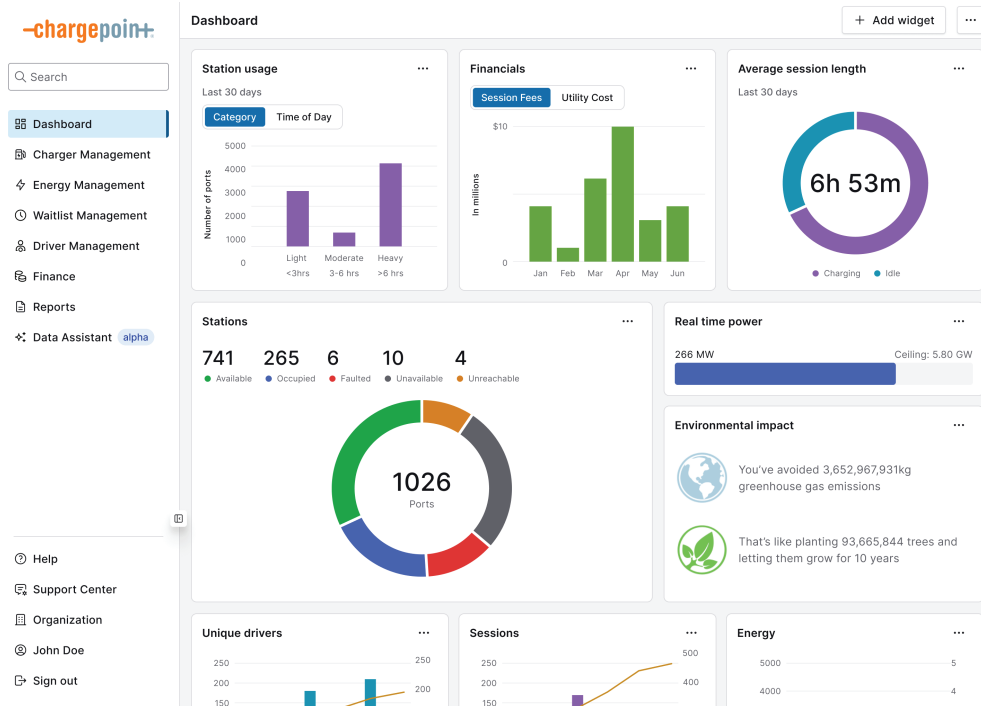 -chargepoin+
Search
Dashboard
Charger Management
Energy Management
Waitlist Management
Driver Management
Finance
Reports
Data Assistant alpha
Help
Support Center
Organization
John Doe
Sign out
Dashboard
+ Add widget
Station usage
Last 30 days
Category Time of Day
Number of ports
5000
4000
3000
2000
1000
0
Light Moderate Heavy
<3hrs 3-6 hrs >6 hrs
Financials
Session Fees Utility Cost
In millions
$10
0
Jan Feb Mar Apr May Jun
Average session length
Last 30 days
6h 53m
Charging Idle
Stations
741 265 6 10 4
Available Occupied Faulted Unavailable Unreachable
1026
Ports
Real time power
266 MW Ceiling: 5.80 GW
Environmental impact
You've avoided 3,652,967,931kg
greenhouse gas emissions
That's like planting 93,665,844 trees and
letting them grow for 10 years
Unique drivers
250 250
200 200
150
Sessions
500
250
200 400
150
Energy
5000 5
4000 4